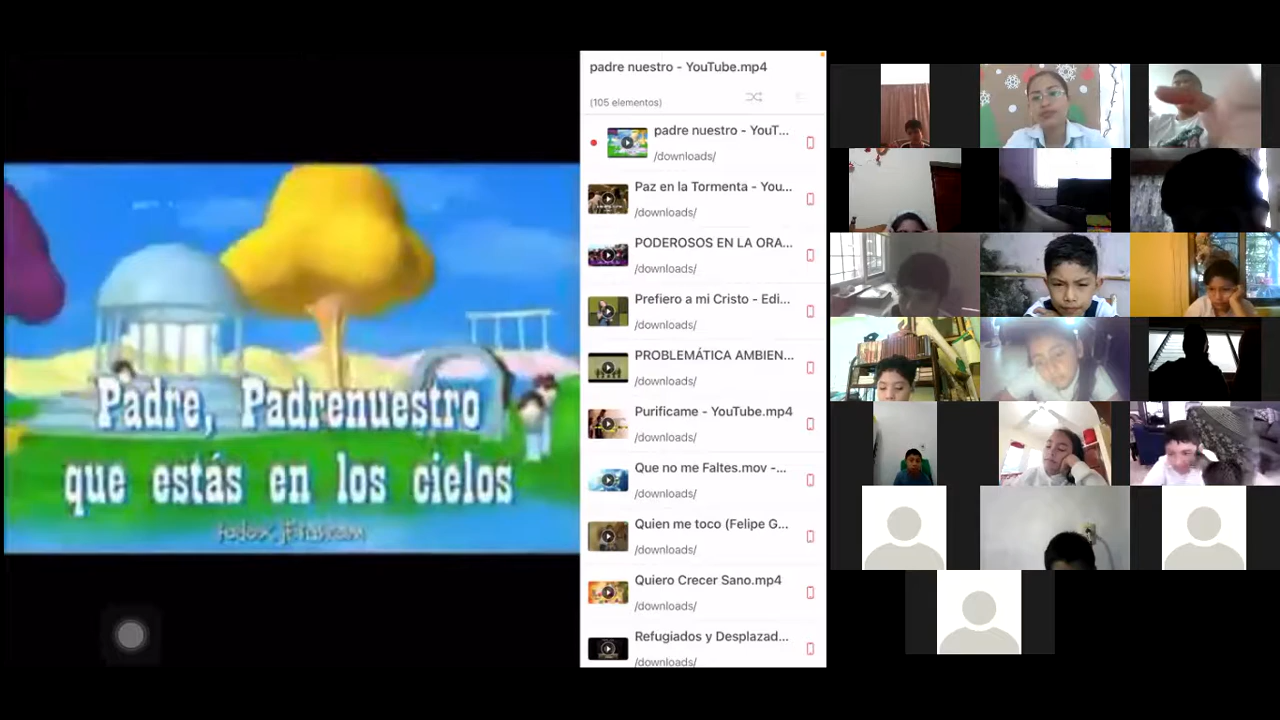 Padre, Padrenuestro
que estás en los cielos
padre nuestro - YouTube.mp4
(105 elementos)
padre nuestro - YouT...
/downloads/
Paz en la Tormenta - You...
/downloads/
PODEROSOS EN LA ORA...
/downloads/
Prefiero a mi Cristo - Edi...
/downloads/
PROBLEMÁTICA AMBIEN...
/downloads/
Purificame - YouTube.mp4
/downloads/
Que no me Faltes.mov -...
/downloads/
Quien me toco (Felipe G...
/downloads/
Quiero Crecer Sano.mp4
/downloads/
Refugiados y Desplazad...
/downloads/